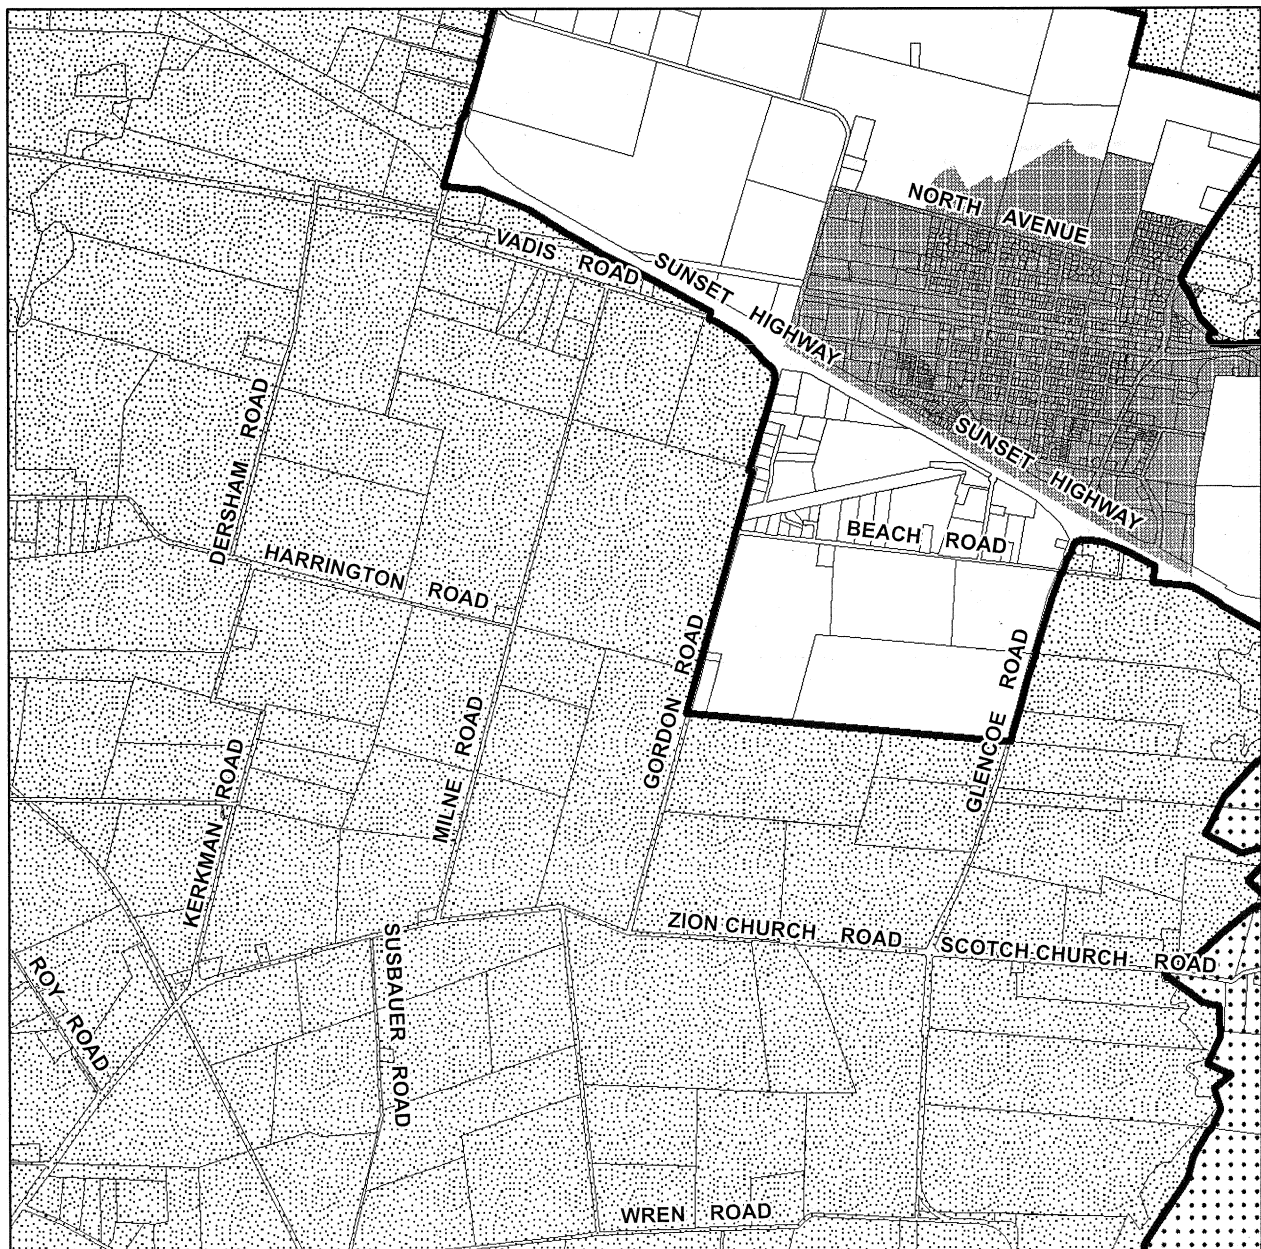 NORTH AVENUE
VADIS ROAD
SUNSET HIGHWAY
SUNSET HIGHWAY
DERSHAM ROAD
BEACH ROAD
HARRINGTON ROAD
GORDON ROAD
GLENCOE ROAD
MILNE ROAD
KERKMAN ROAD
ZION CHURCH ROAD
SCOTCH CHURCH ROAD
SUSBAUER ROAD
ROY ROAD
WREN ROAD